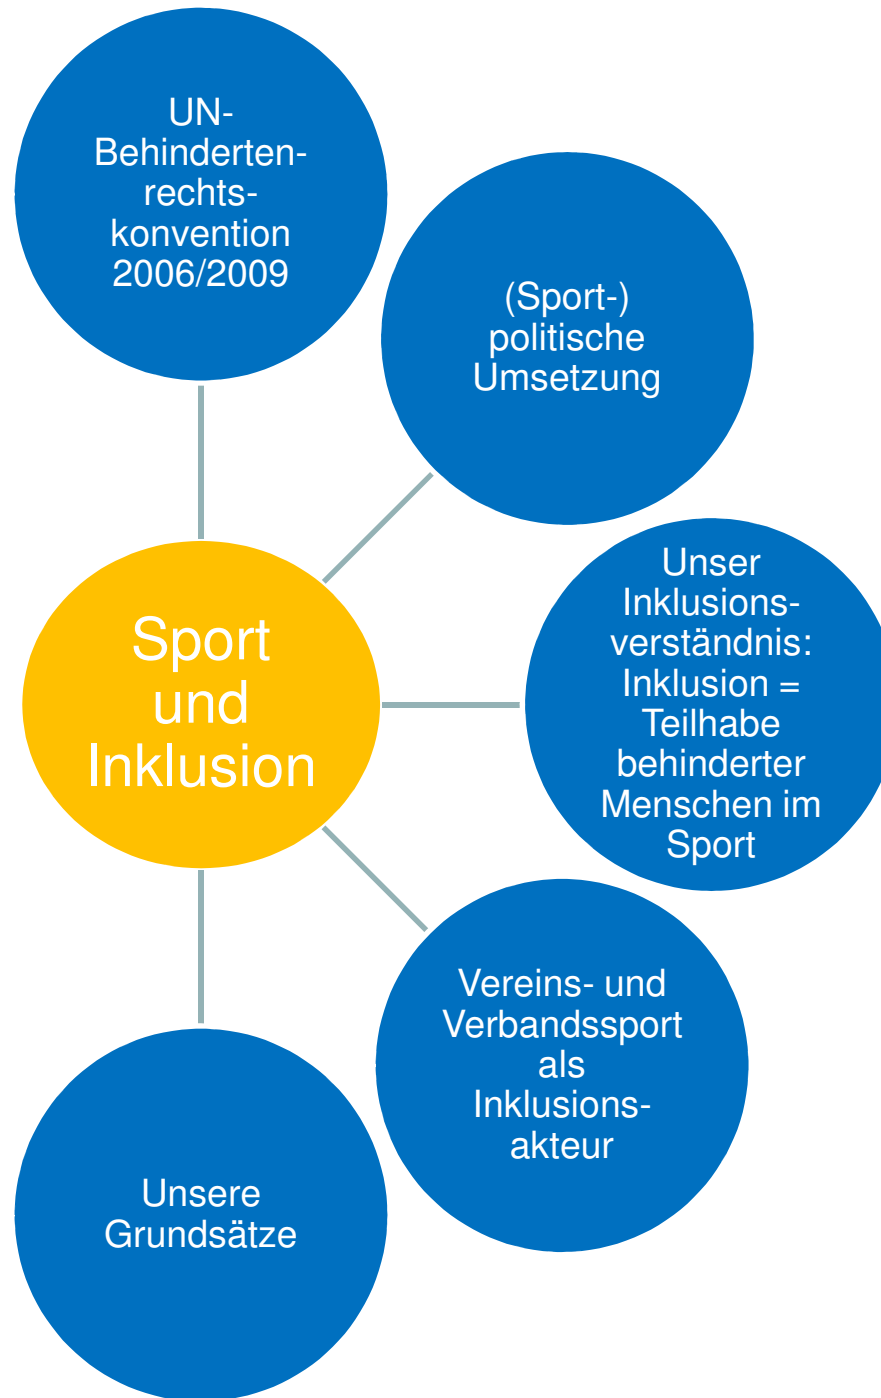 UN-
Behinderten-
rechts-
konvention
2006/2009
(Sport-)
politische
Umsetzung
Unser
Inklusions-
verständnis:
Inklusion =
Teilhabe
behinderter
Menschen im
Sport
Sport
und
Inklusion
Vereins- und
Verbandssport
als
Inklusions-
akteur
Unsere
Grundsätze